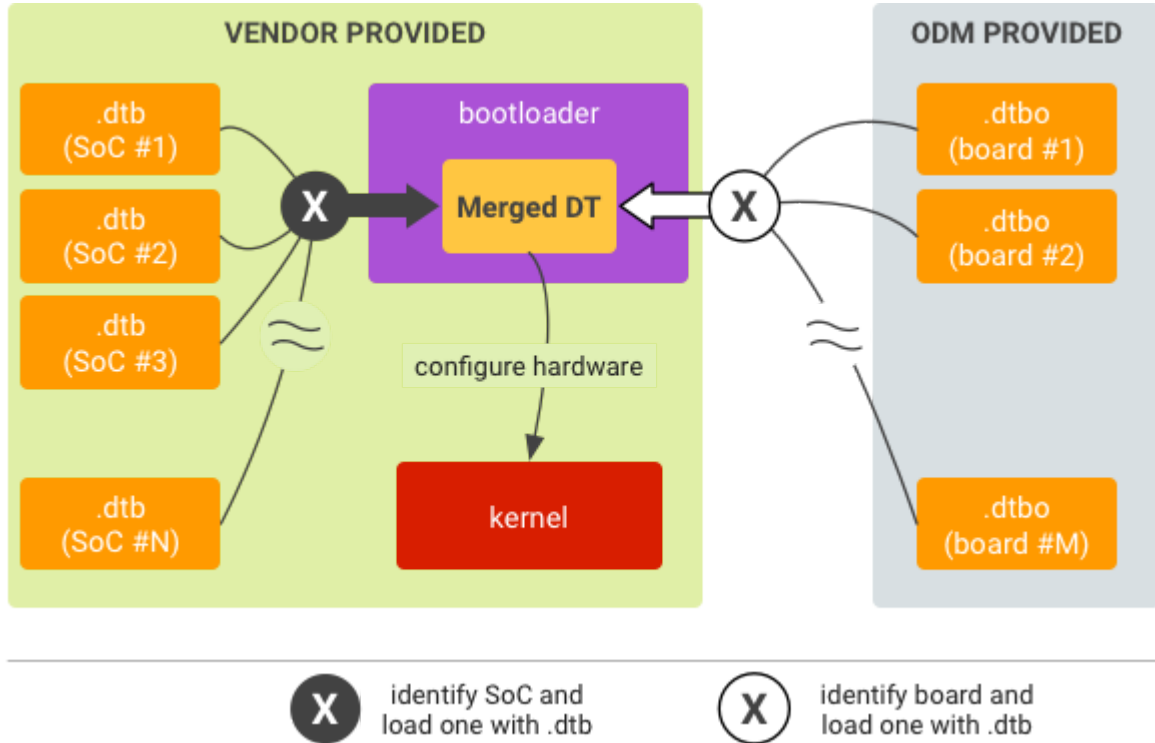 VENDOR PROVIDED
ODM PROVIDED
.dtb
(SoC #1)
.dtb
(SoC #2)
.dtb
(SoC #3)
.dtb
(SoC #N)
bootloader
Merged DT
X
X
configure hardware
kernel
.dtbo
(board #1)
.dtbo
(board #2)
.dtbo
(board #M)
X
identify SoC and
load one with .dtb
X
identify board and
load one with .dtb